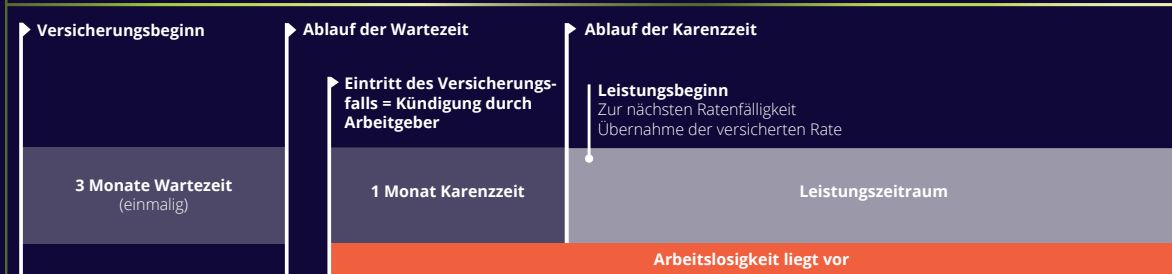 Versicherungsbeginn
Ablauf der Wartezeit
Ablauf der Karenzzeit
Eintritt des Versicherungs-
falls = Kündigung durch
Arbeitgeber
Leistungsbeginn
Zur nächsten Ratenfälligkeit
Übernahme der versicherten Rate
3 Monate Wartezeit
(einmalig)
1 Monat Karenzzeit
Leistungszeitraum
Arbeitslosigkeit liegt vor